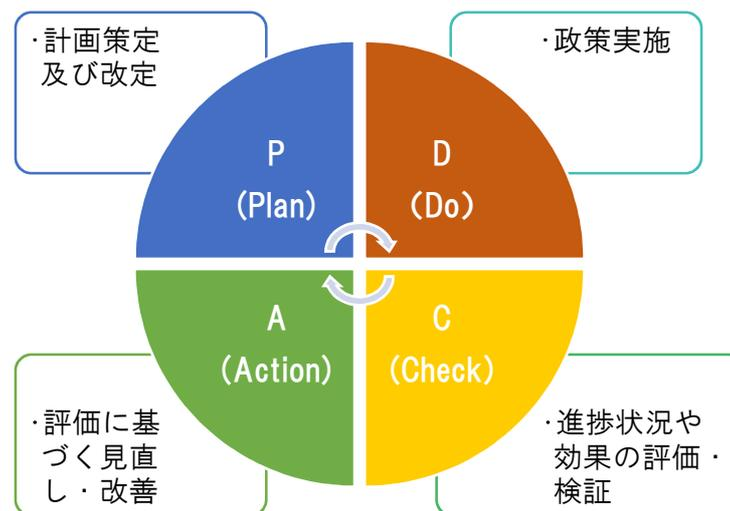 ・計画策定
及び改定
・政策実施
P
(Plan)
D
(Do)
A
(Action)
C
(Check)
・評価に基
づく見直
し・改善
・進捗状況や
効果の評価・
検証